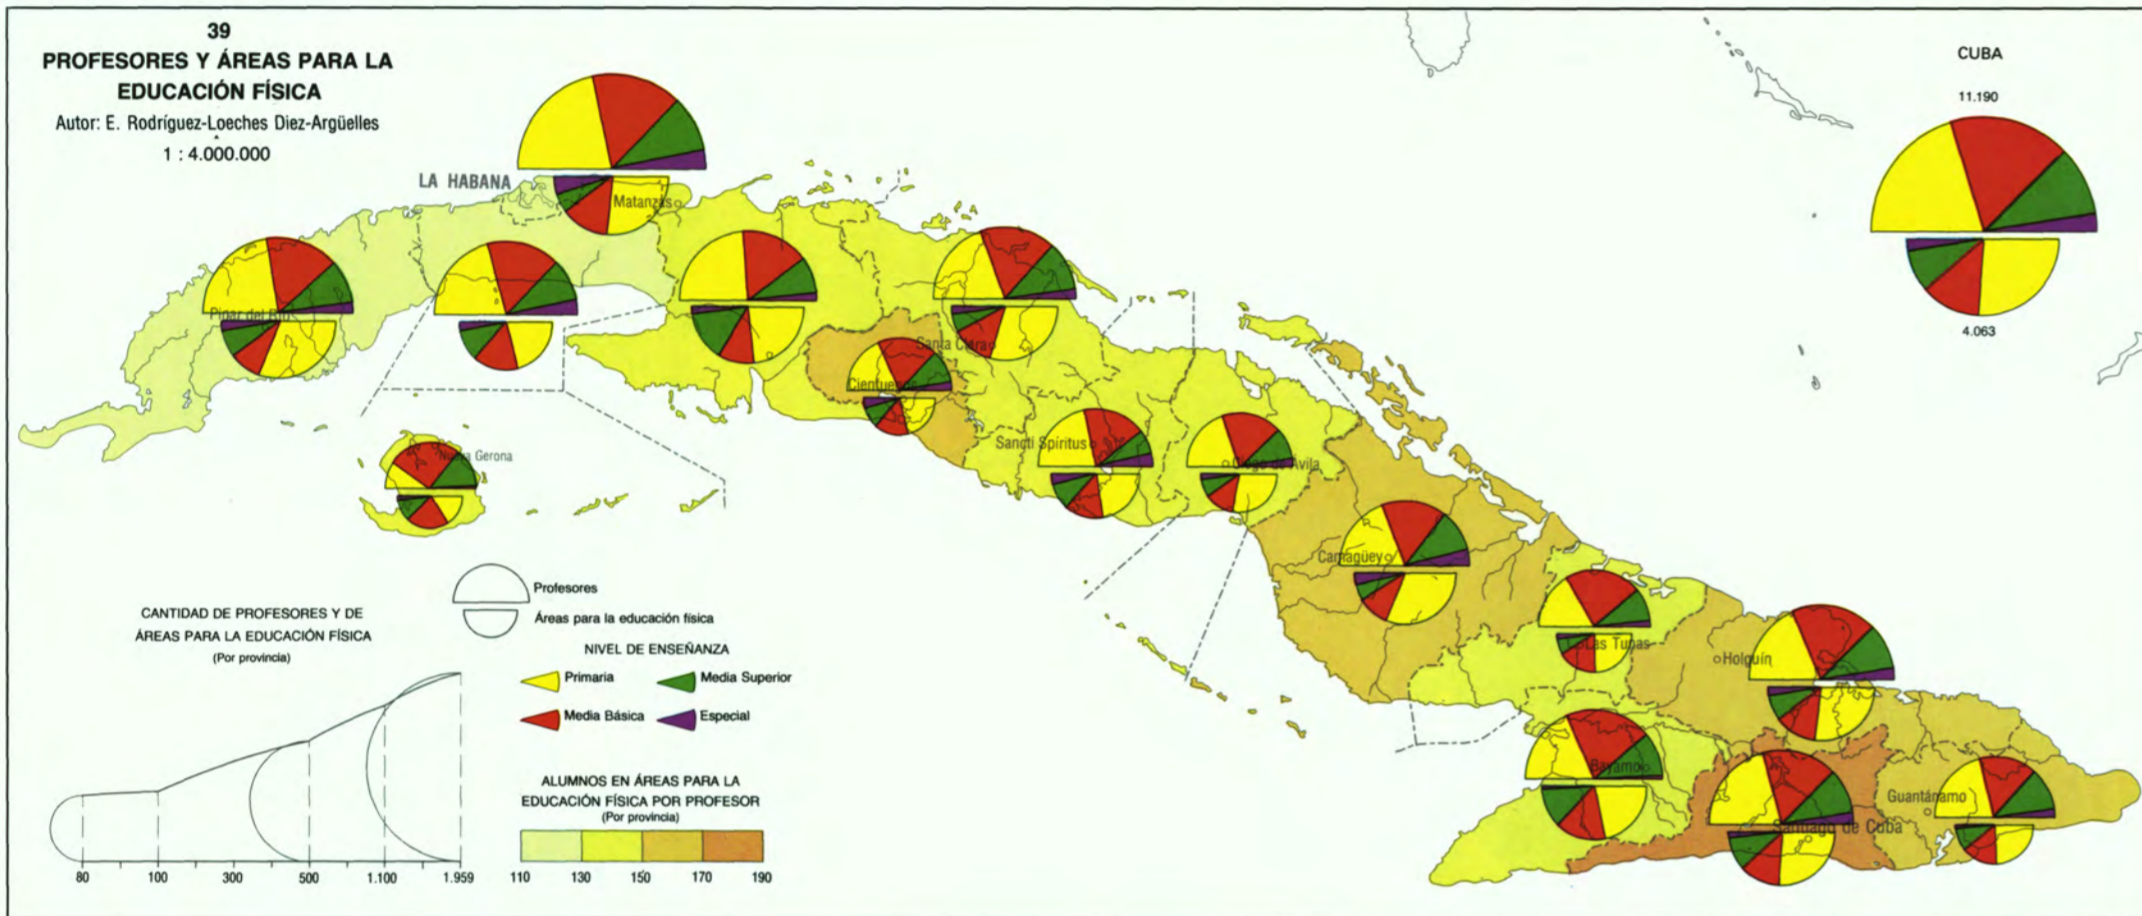 39
PROFESORES Y ÁREAS PARA LA
EDUCACIÓN FÍSICA
Autor: E. Rodríguez-Loeches Diez-Argüelles
1 : 4.000.000
CUBA
11.190
4.063
LA HABANA
Matanzas
Pinar del Río
Santa Clara
Cienfuegos
Nueva Gerona
Sancti Spíritus
Ciego de Ávila
Camagüey
Las Tunas
Holguín
Bayamo
Guantánamo
Santiago de Cuba
Profesores
Áreas para la educación física
NIVEL DE ENSEÑANZA
Primaria
Media Superior
Media Básica
Especial
CANTIDAD DE PROFESORES Y DE
ÁREAS PARA LA EDUCACIÓN FÍSICA
(Por provincia)
80 100 300 500 1.100 1.959
ALUMNOS EN ÁREAS PARA LA
EDUCACIÓN FÍSICA POR PROFESOR
(Por provincia)
110 130 150 170 190